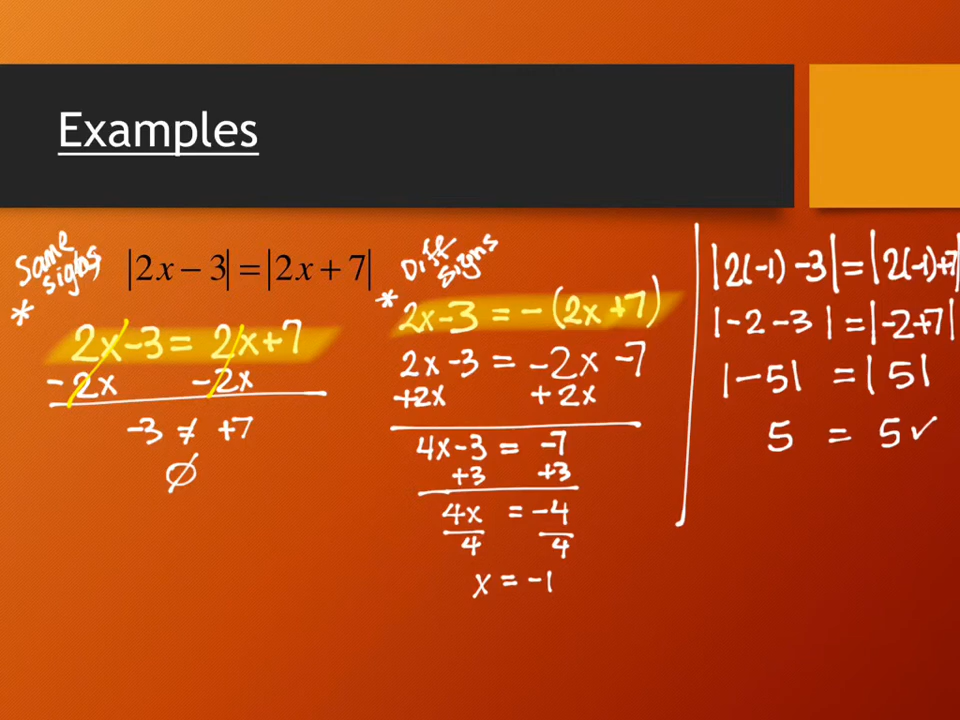 Examples
Same signs
|2x − 3| = |2x + 7|
*
2x - 3 = 2x + 7
-2x -2x
-3 ≠ +7
∅
Diff signs
*
2x - 3 = - (2x + 7)
2x - 3 = -2x - 7
+2x +2x
4x - 3 = -7
+3 +3
4x = -4
4 4
x = -1
|2(-1) - 3| = |2(-1) + 7|
|-2 - 3| = |-2 + 7|
|-5| = |5|
5 = 5 ✓